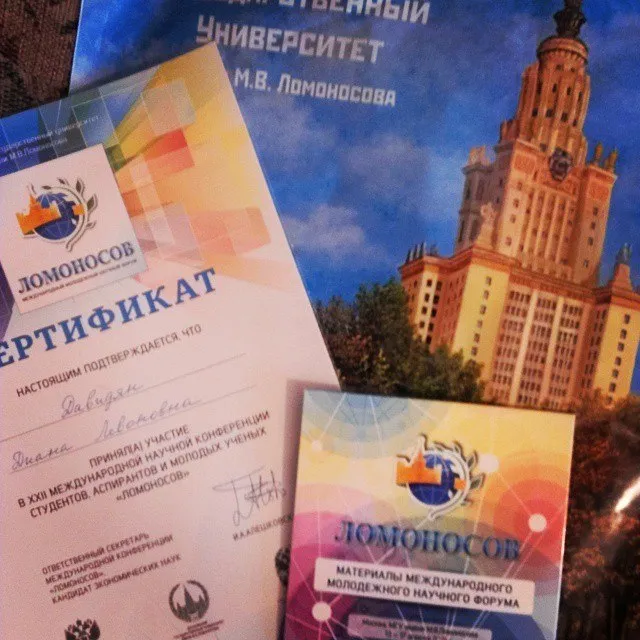 УНИВЕРСИТЕТ
М.В. ЛОМОНОСОВА
ЛОМОНОСОВ
ЕРТИФИКАТ
НАСТОЯЩИМ ПОДТВЕРЖДАЕТСЯ, ЧТО
Давидян
Диана Левоновна
ПРИНЯЛ(А) УЧАСТИЕ
В XXII МЕЖДУНАРОДНОЙ НАУЧНОЙ КОНФЕРЕНЦИИ
СТУДЕНТОВ, АСПИРАНТОВ И МОЛОДЫХ УЧЕНЫХ
«ЛОМОНОСОВ»
ОТВЕТСТВЕННЫЙ СЕКРЕТАРЬ
МЕЖДУНАРОДНОЙ КОНФЕРЕНЦИИ
«ЛОМОНОСОВ»
КАНДИДАТ ЭКОНОМИЧЕСКИХ НАУК
ЛОМОНОСОВ
МАТЕРИАЛЫ МЕЖДУНАРОДНОГО
МОЛОДЕЖНОГО НАУЧНОГО ФОРУМА